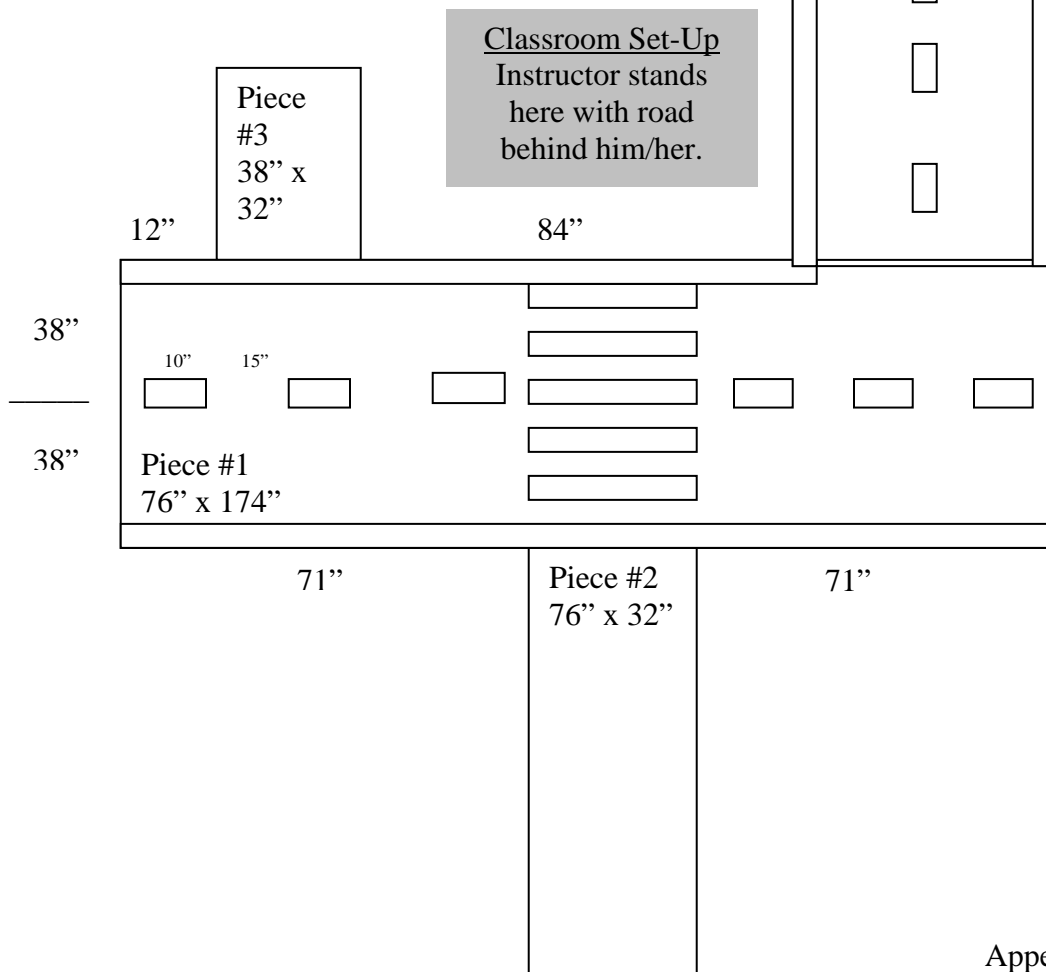 Classroom Set-Up
Instructor stands
here with road
behind him/her.
Piece
#3
38” x
32”
12”
84”
38”
10”
15”
38”
Piece #1
76” x 174”
71”
Piece #2
76” x 32”
71”